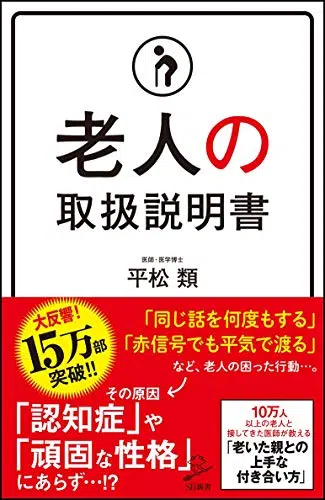 老人の
取扱説明書
医師・医学博士
平松 類
大反響!
15万部
突破!!
「同じ話を何度もする」
「赤信号でも平気で渡る」
など、老人の困った行動…。
その原因
「認知症」や
「頑固な性格」
にあらず…!?
10万人
以上の老人と
接してきた医師が教える
「老いた親との
上手な
付き合い方」
SB新書